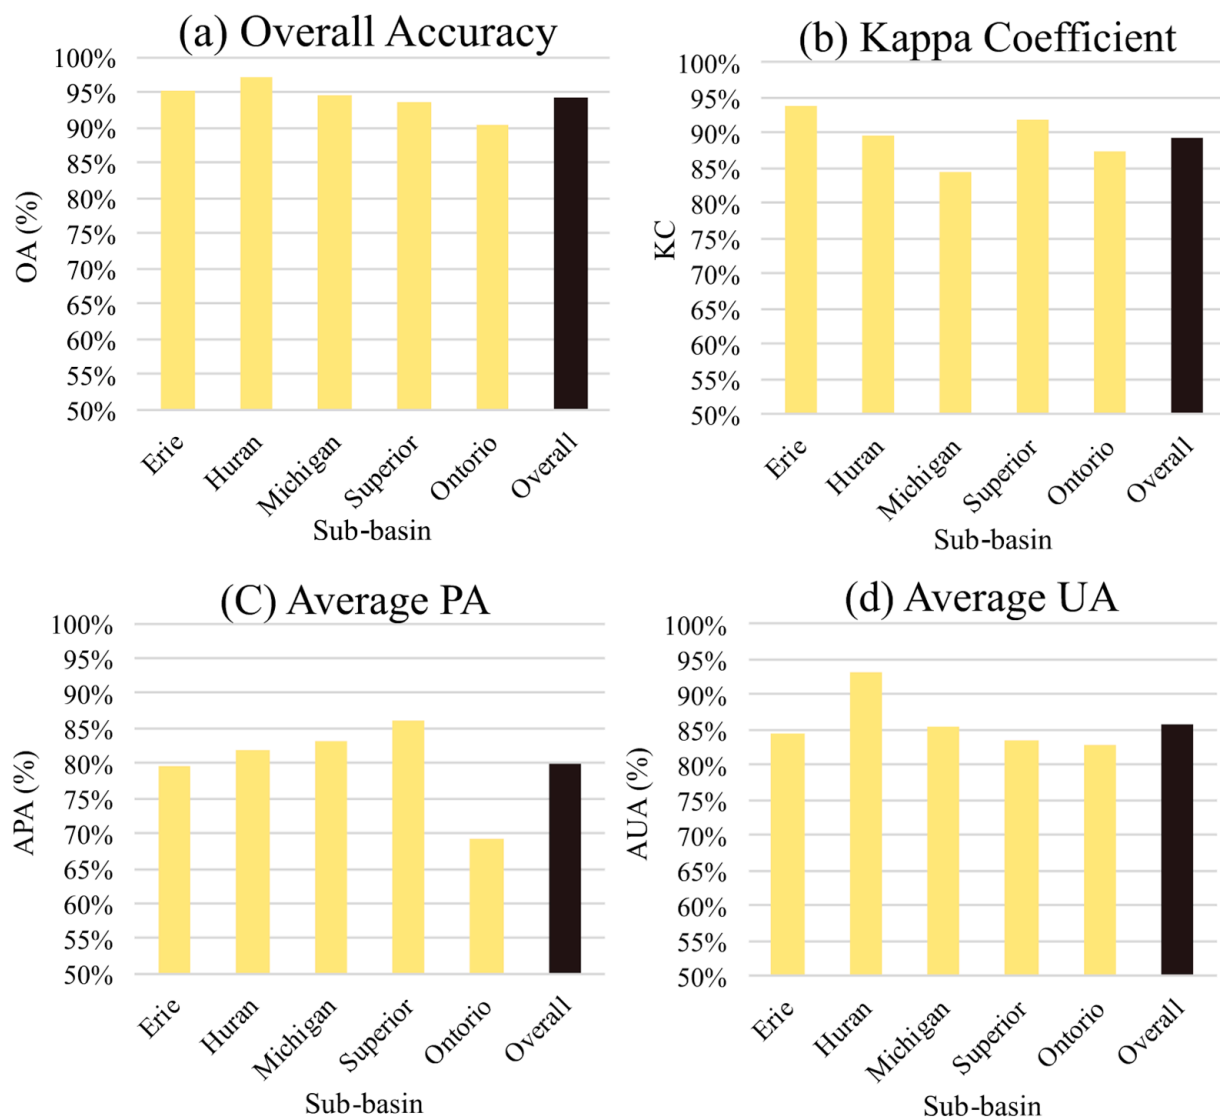 (a) Overall Accuracy
100%
95%
90%
85%
80%
75%
70%
65%
60%
55%
50%
OA (%)
Erie
Huran
Michigan
Superior
Ontorio
Overall
Sub-basin
(b) Kappa Coefficient
100%
95%
90%
85%
80%
75%
70%
65%
60%
55%
50%
KC
Erie
Huran
Michigan
Superior
Ontorio
Overall
Sub-basin
(C) Average PA
100%
95%
90%
85%
80%
75%
70%
65%
60%
55%
50%
APA (%)
Erie
Huran
Michigan
Superior
Ontorio
Overall
Sub-basin
(d) Average UA
100%
95%
90%
85%
80%
75%
70%
65%
60%
55%
50%
AUA (%)
Erie
Huran
Michigan
Superior
Ontorio
Overall
Sub-basin